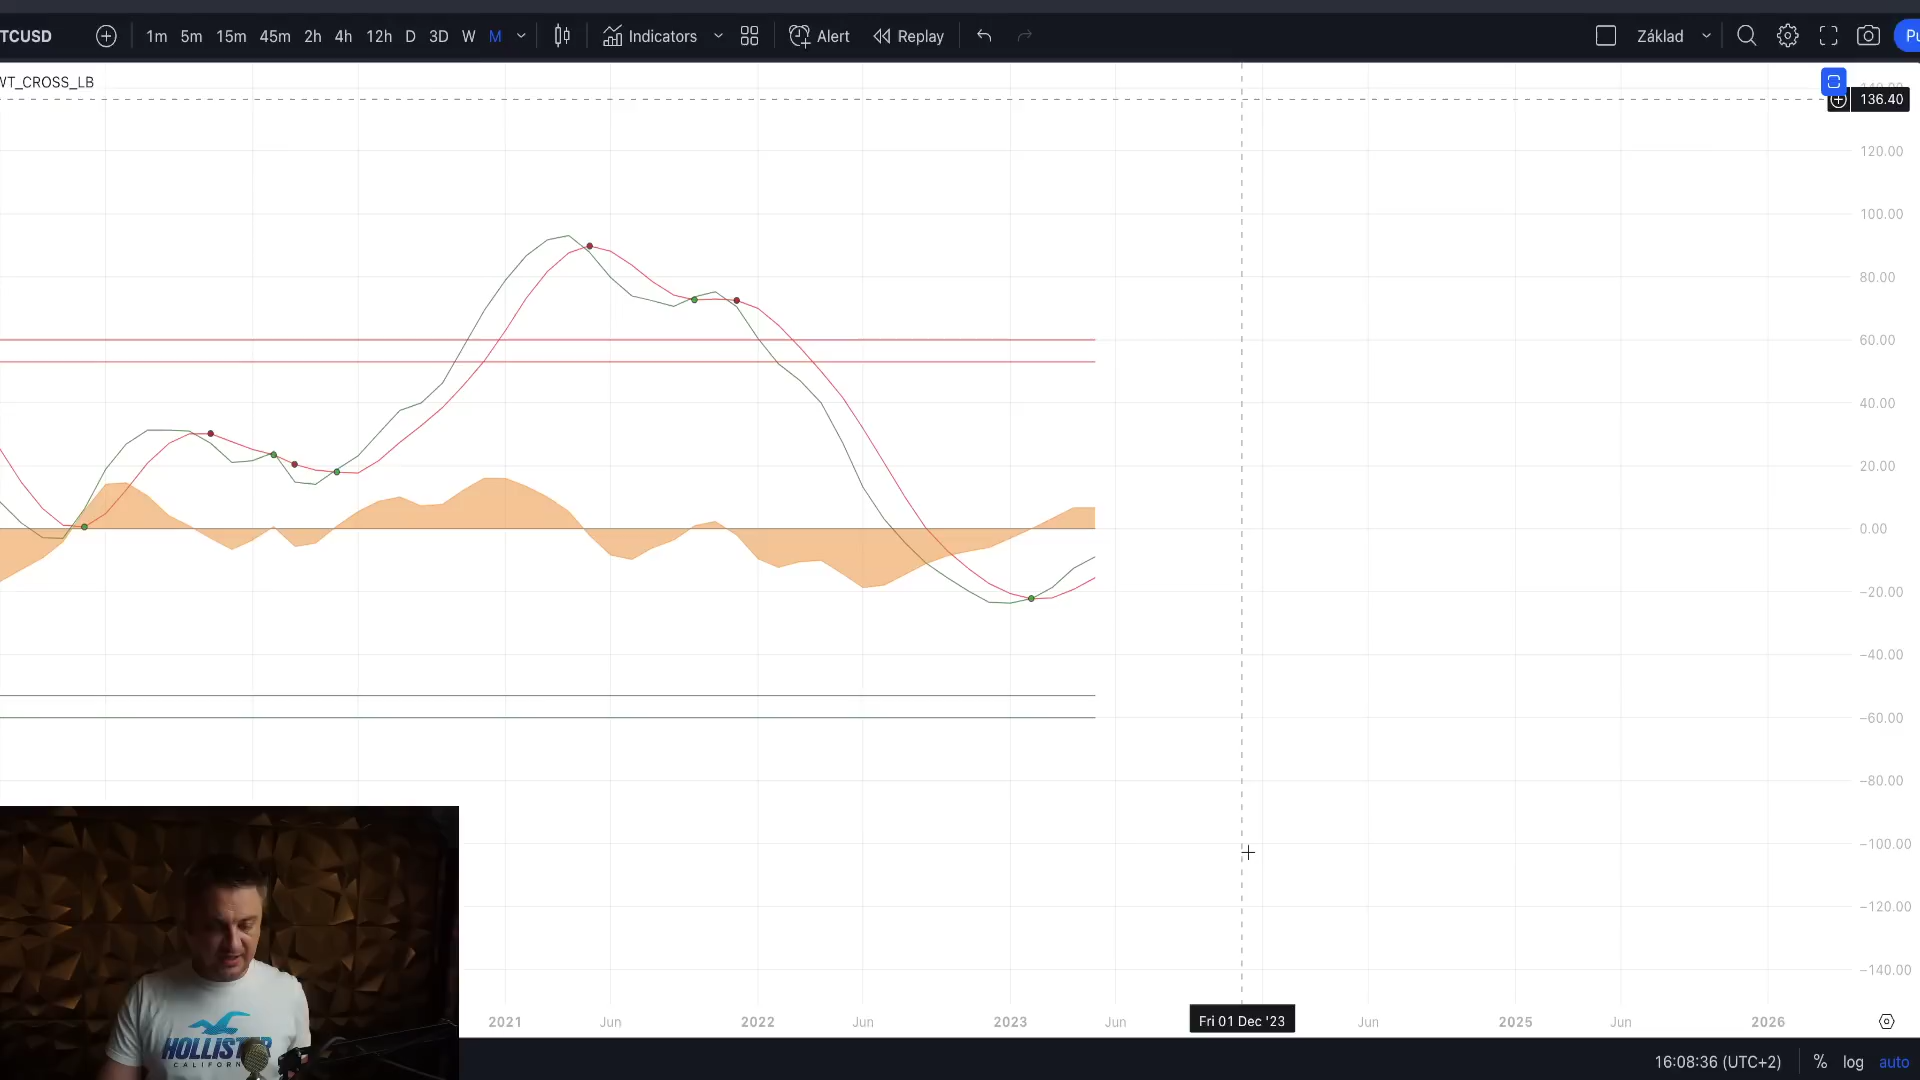 TCUSD 1m 5m 15m 45m 2h 4h 12h D 3D W M Indicators Alert Replay Základ
WT_CROSS_LB
136.40
120.00
100.00
80.00
60.00
40.00
20.00
0.00
−20.00
−40.00
−60.00
−80.00
−100.00
−120.00
−140.00
2021 Jun 2022 Jun 2023 Jun Fri 01 Dec '23 Jun 2025 Jun 2026
16:08:36 (UTC+2) % log auto
HOLLISTER
CALIFORN